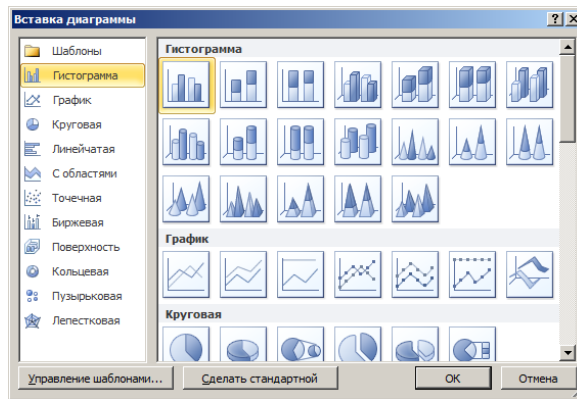 Вставка диаграммы
Шаблоны
Гистограмма
График
Круговая
Линейчатая
С областями
Точечная
Биржевая
Поверхность
Кольцевая
Пузырьковая
Лепестковая
Гистограмма
График
Круговая
Управление шаблонами...
Сделать стандартной
ОК
Отмена